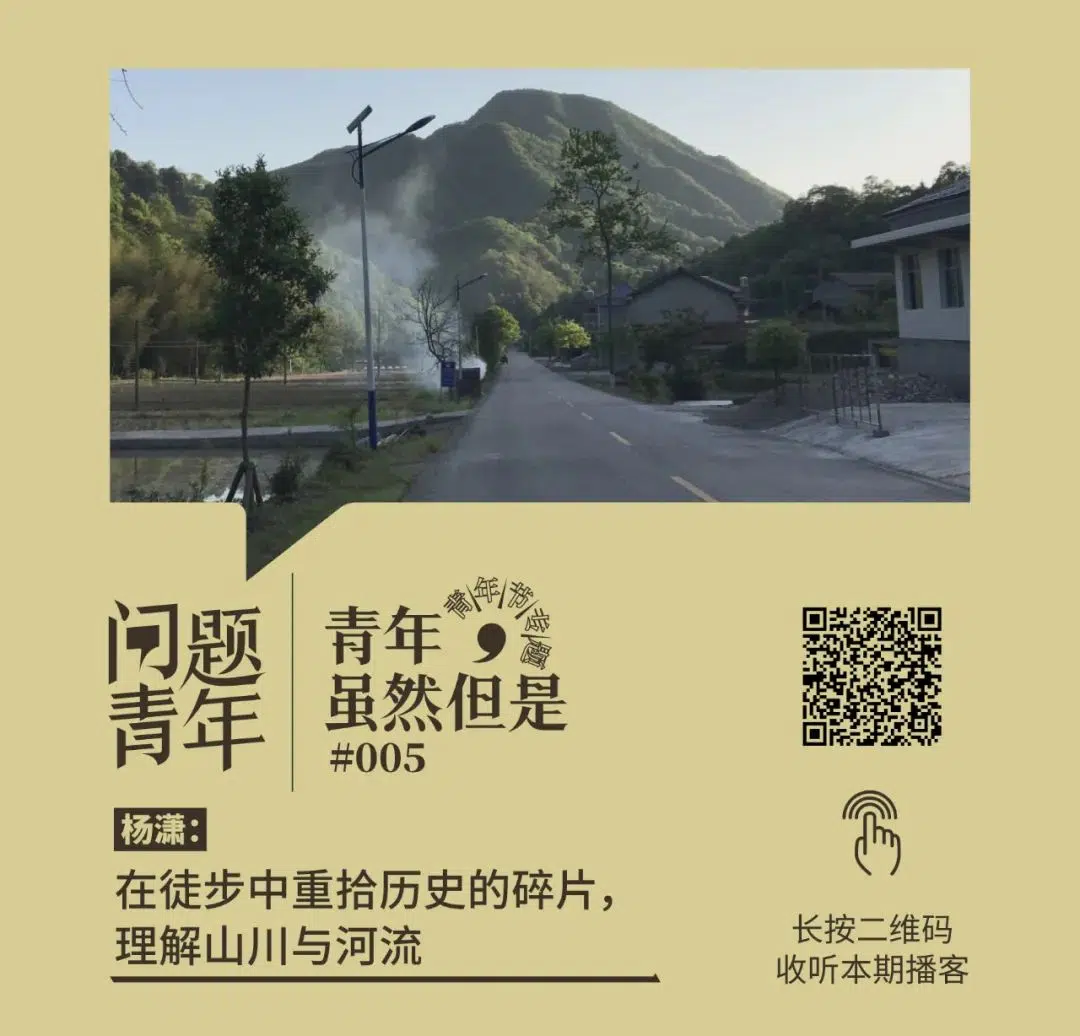 问题
青年
青年节专题
青年，
虽然但是
#005
杨潇：
在徒步中重拾历史的碎片，
理解山川与河流
长按二维码
收听本期播客